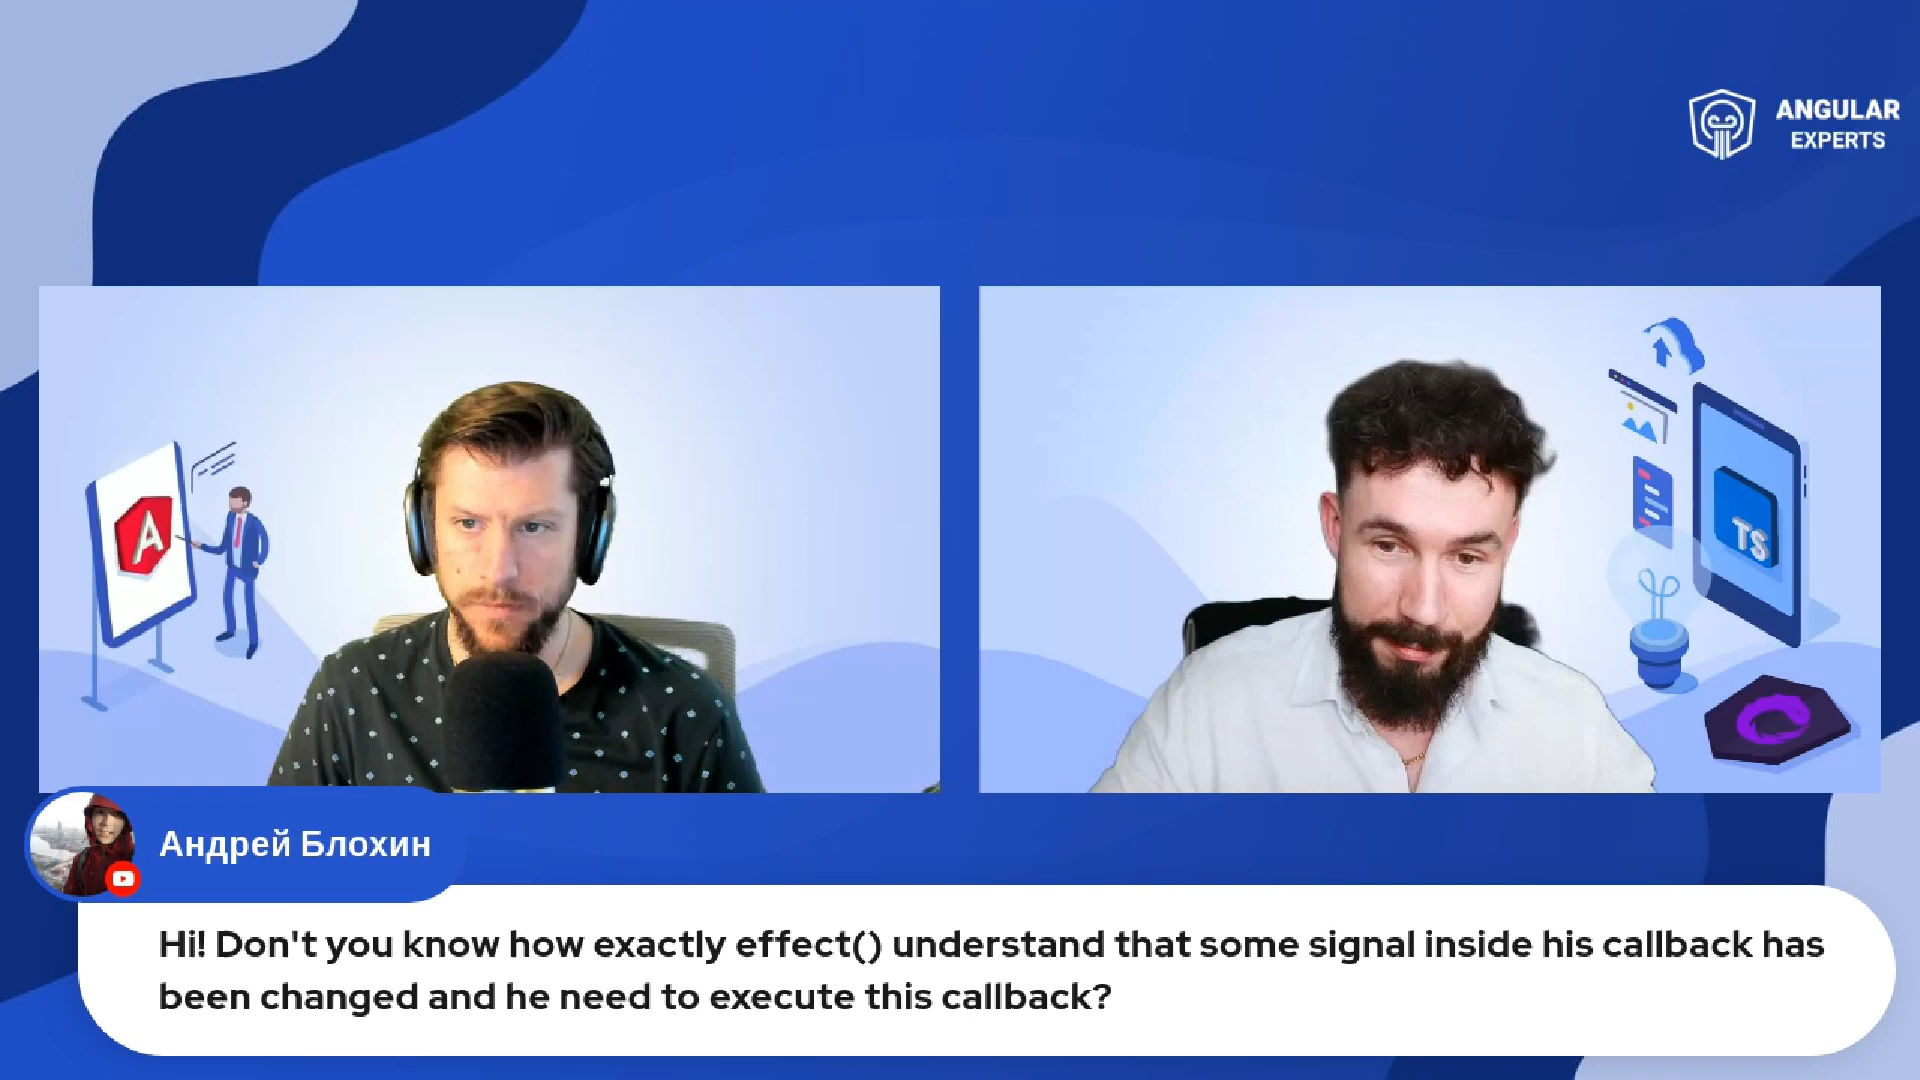 ANGULAR
EXPERTS
A
TS
Андрей Блохин
Hi! Don't you know how exactly effect() understand that some signal inside his callback has
been changed and he need to execute this callback?